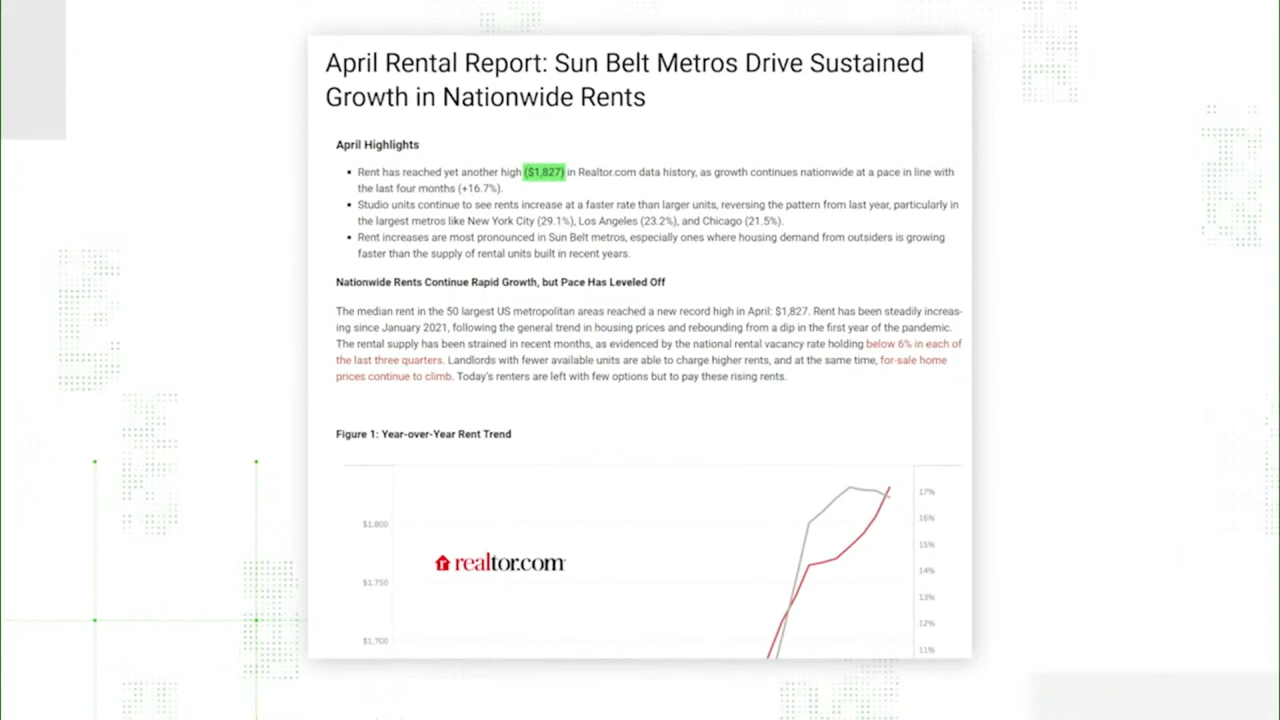 April Rental Report: Sun Belt Metros Drive Sustained
Growth in Nationwide Rents
April Highlights
• Rent has reached yet another high ($1,827) in Realtor.com data history, as growth continues nationwide at a pace in line with
the last four months (+16.7%).
• Studio units continue to see rents increase at a faster rate than larger units, reversing the pattern from last year, particularly in
the largest metros like New York City (29.1%), Los Angeles (23.2%), and Chicago (21.5%).
• Rent increases are most pronounced in Sun Belt metros, especially ones where housing demand from outsiders is growing
faster than the supply of rental units built in recent years.
Nationwide Rents Continue Rapid Growth, but Pace Has Leveled Off
The median rent in the 50 largest US metropolitan areas reached a new record high in April: $1,827. Rent has been steadily increas-
ing since January 2021, following the general trend in housing prices and rebounding from a dip in the first year of the pandemic.
The rental supply has been strained in recent months, as evidenced by the national rental vacancy rate holding below 6% in each of
the last three quarters. Landlords with fewer available units are able to charge higher rents, and at the same time, for-sale home
prices continue to climb. Today's renters are left with few options but to pay these rising rents.
Figure 1: Year-over-Year Rent Trend
17%
$1,800
16%
15%
realtor.com
14%
$1,750
13%
12%
$1,700
11%